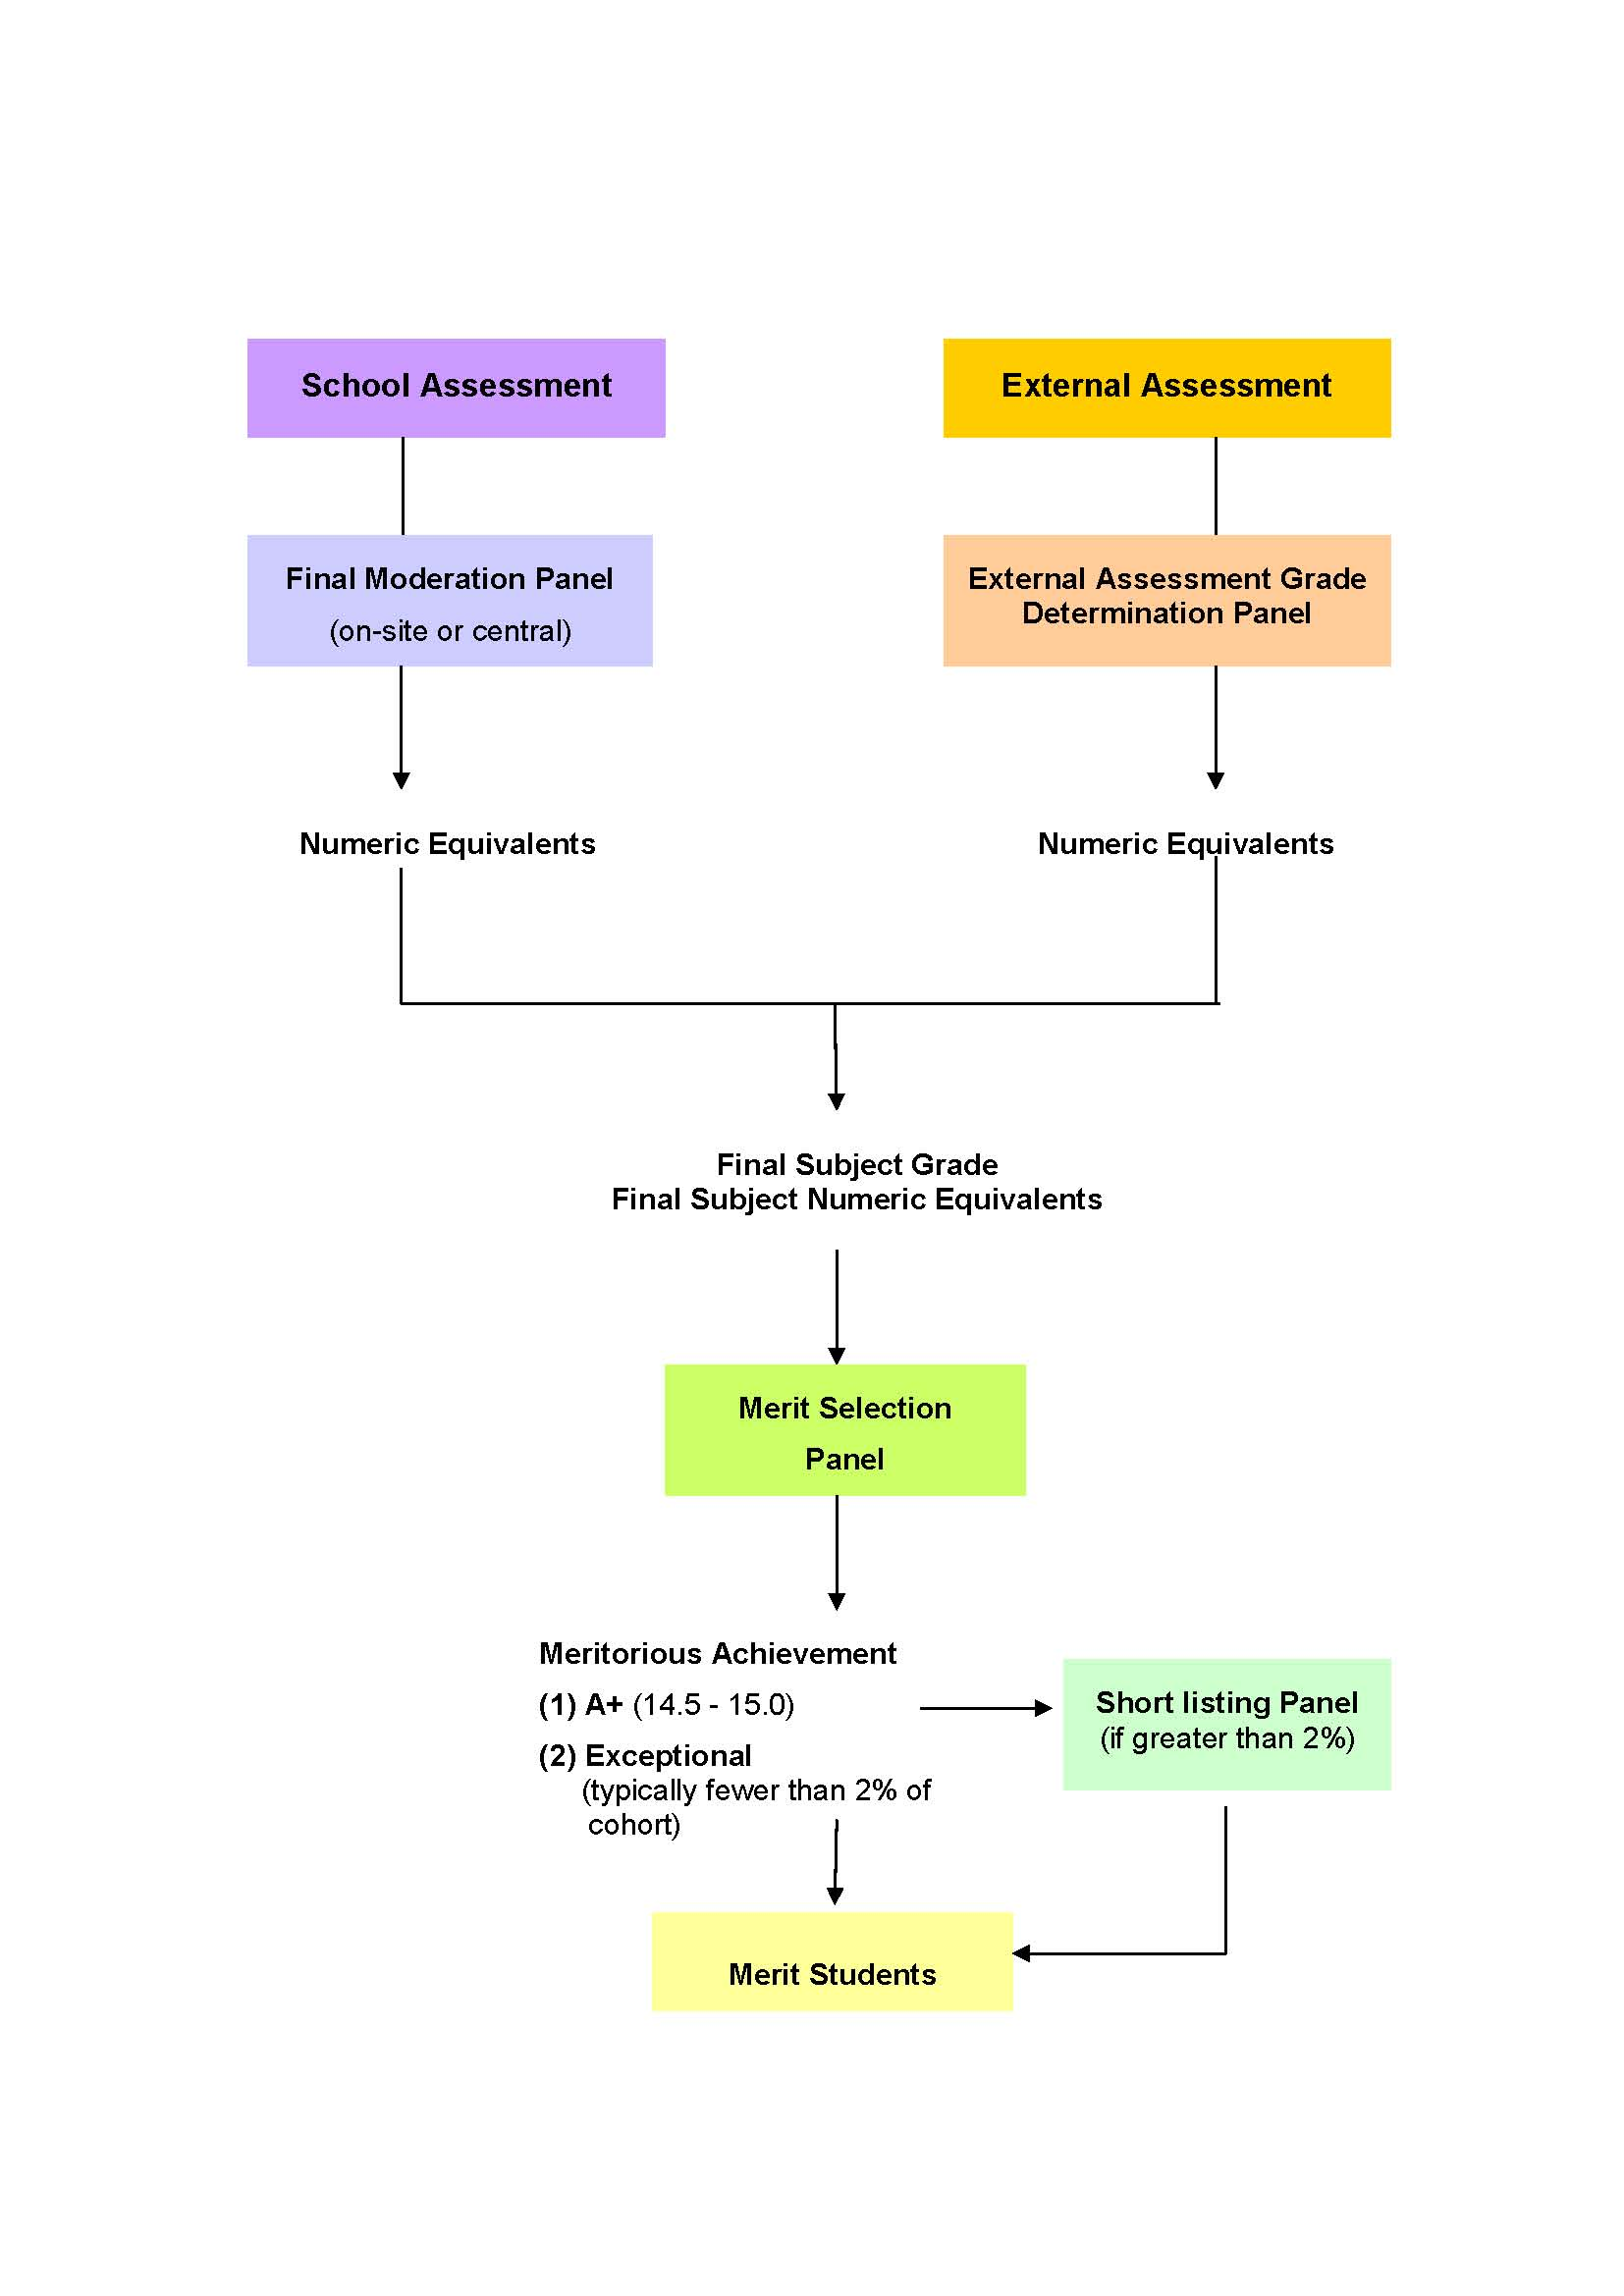 School Assessment
External Assessment
Final Moderation Panel
(on-site or central)
External Assessment Grade
Determination Panel
Numeric Equivalents
Numeric Equivalents
Final Subject Grade
Final Subject Numeric Equivalents
Merit Selection
Panel
Meritorious Achievement
(1) A+ (14.5 - 15.0)
(2) Exceptional
(typically fewer than 2% of
cohort)
Short listing Panel
(if greater than 2%)
Merit Students